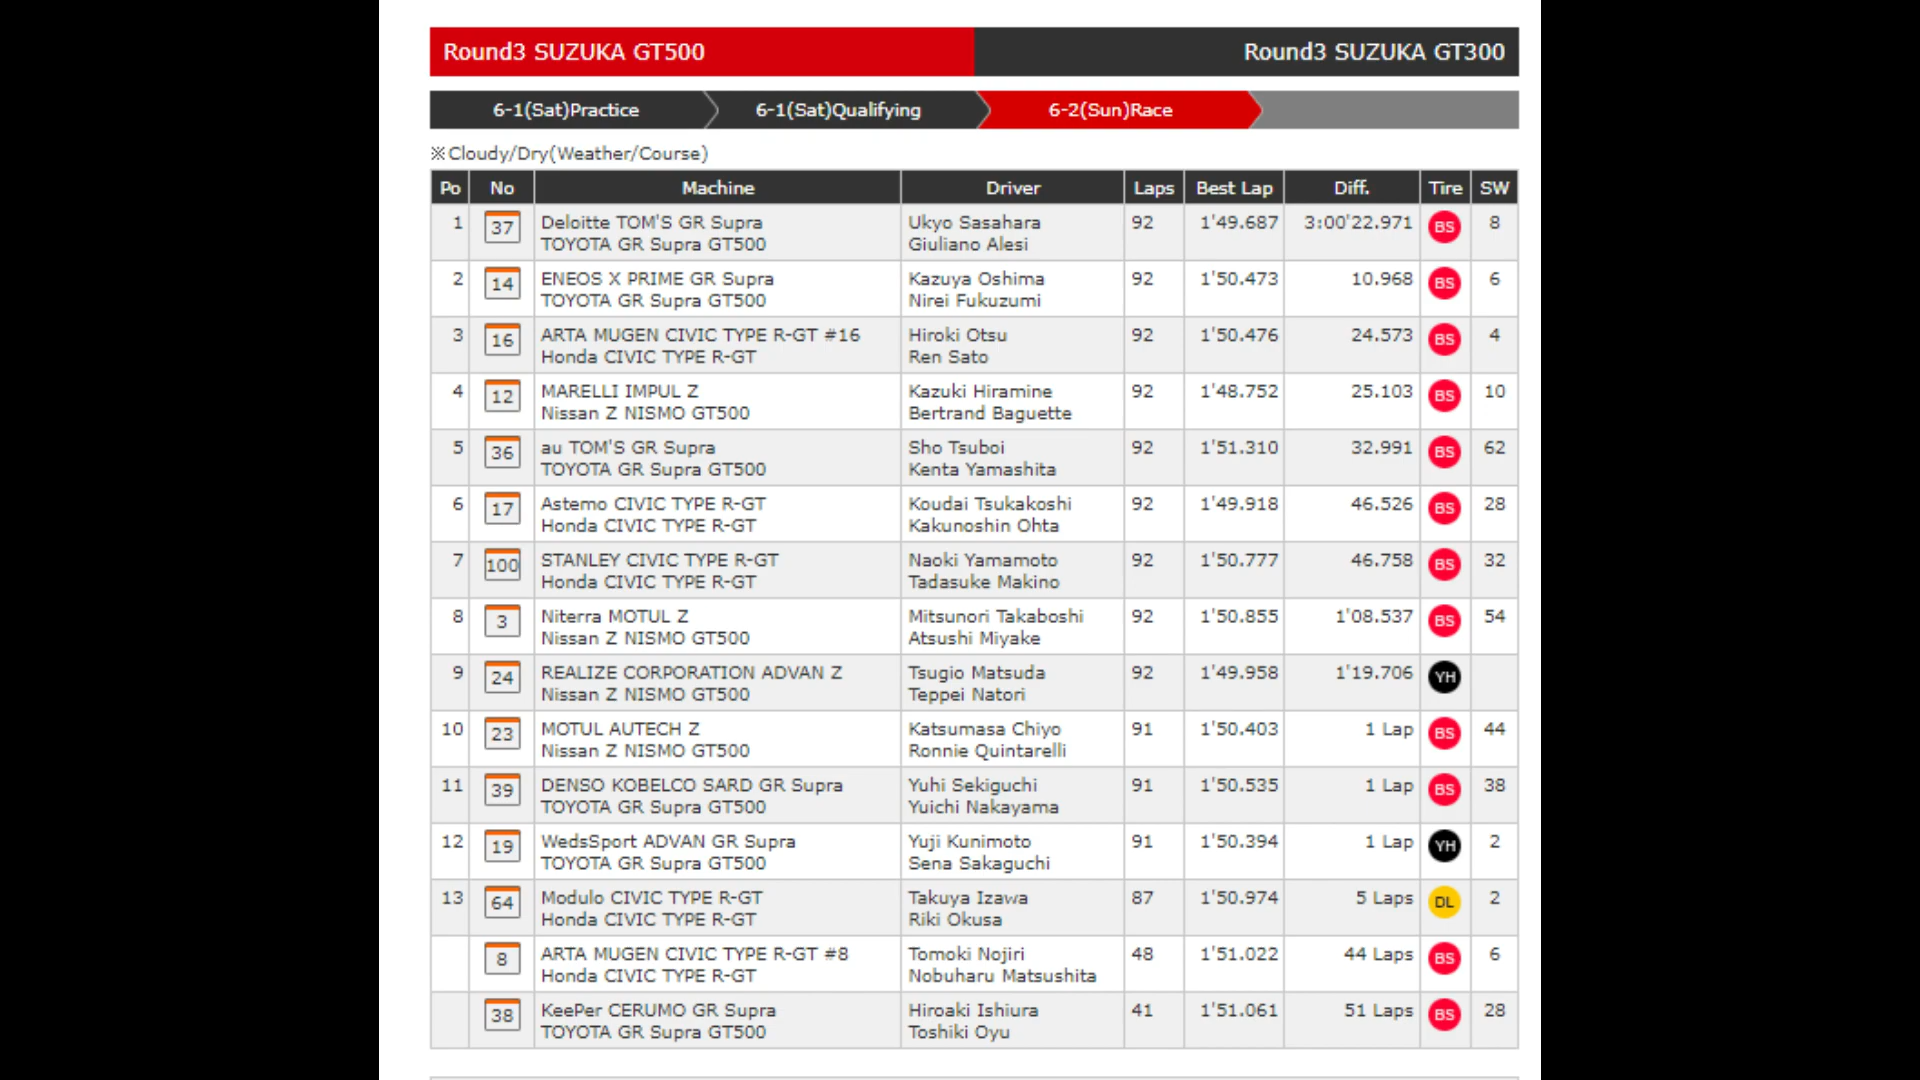 Round3 SUZUKA GT500 Round3 SUZUKA GT300
6-1(Sat)Practice 6-1(Sat)Qualifying 6-2(Sun)Race
※Cloudy/Dry(Weather/Course)
Po No Machine Driver Laps Best Lap Diff. Tire SW
1 37 Deloitte TOM'S GR Supra Ukyo Sasahara 92 1'49.687 3:00'22.971 BS 8
TOYOTA GR Supra GT500 Giuliano Alesi
2 14 ENEOS X PRIME GR Supra Kazuya Oshima 92 1'50.473 10.968 BS 6
TOYOTA GR Supra GT500 Nirei Fukuzumi
3 16 ARTA MUGEN CIVIC TYPE R-GT #16 Hiroki Otsu 92 1'50.476 24.573 BS 4
Honda CIVIC TYPE R-GT Ren Sato
4 12 MARELLI IMPUL Z Kazuki Hiramine 92 1'48.752 25.103 BS 10
Nissan Z NISMO GT500 Bertrand Baguette
5 36 au TOM'S GR Supra Sho Tsuboi 92 1'51.310 32.991 BS 62
TOYOTA GR Supra GT500 Kenta Yamashita
6 17 Astemo CIVIC TYPE R-GT Koudai Tsukakoshi 92 1'49.918 46.526 BS 28
Honda CIVIC TYPE R-GT Kakunoshin Ohta
7 100 STANLEY CIVIC TYPE R-GT Naoki Yamamoto 92 1'50.777 46.758 BS 32
Honda CIVIC TYPE R-GT Tadasuke Makino
8 3 Niterra MOTUL Z Mitsunori Takaboshi 92 1'50.855 1'08.537 BS 54
Nissan Z NISMO GT500 Atsushi Miyake
9 24 REALIZE CORPORATION ADVAN Z Tsugio Matsuda 92 1'49.958 1'19.706 YH
Nissan Z NISMO GT500 Teppei Natori
10 23 MOTUL AUTECH Z Katsumasa Chiyo 91 1'50.403 1 Lap BS 44
Nissan Z NISMO GT500 Ronnie Quintarelli
11 39 DENSO KOBELCO SARD GR Supra Yuhi Sekiguchi 91 1'50.535 1 Lap BS 38
TOYOTA GR Supra GT500 Yuichi Nakayama
12 19 WedsSport ADVAN GR Supra Yuji Kunimoto 91 1'50.394 1 Lap YH 2
TOYOTA GR Supra GT500 Sena Sakaguchi
13 64 Modulo CIVIC TYPE R-GT Takuya Izawa 87 1'50.974 5 Laps DL 2
Honda CIVIC TYPE R-GT Riki Okusa
8 ARTA MUGEN CIVIC TYPE R-GT #8 Tomoki Nojiri 48 1'51.022 44 Laps BS 6
Honda CIVIC TYPE R-GT Nobuharu Matsushita
38 KeePer CERUMO GR Supra Hiroaki Ishiura 41 1'51.061 51 Laps BS 28
TOYOTA GR Supra GT500 Toshiki Oyu